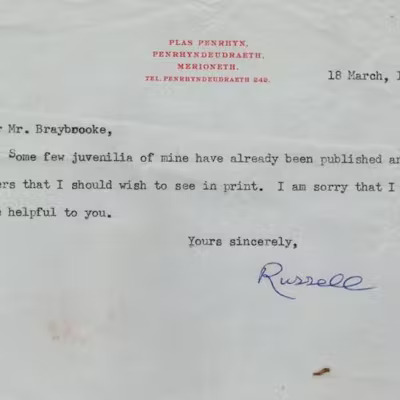 PLAS PENRHYN,
PENRHYNDEUDRAETH,
MERIONETH.
TEL. PENRHYNDEUDRAETH 242.
18 March, 1
Mr. Braybrooke,
Some few juvenilia of mine have already been published an
ers that I should wish to see in print. I am sorry that I
helpful to you.
Yours sincerely,
Russell